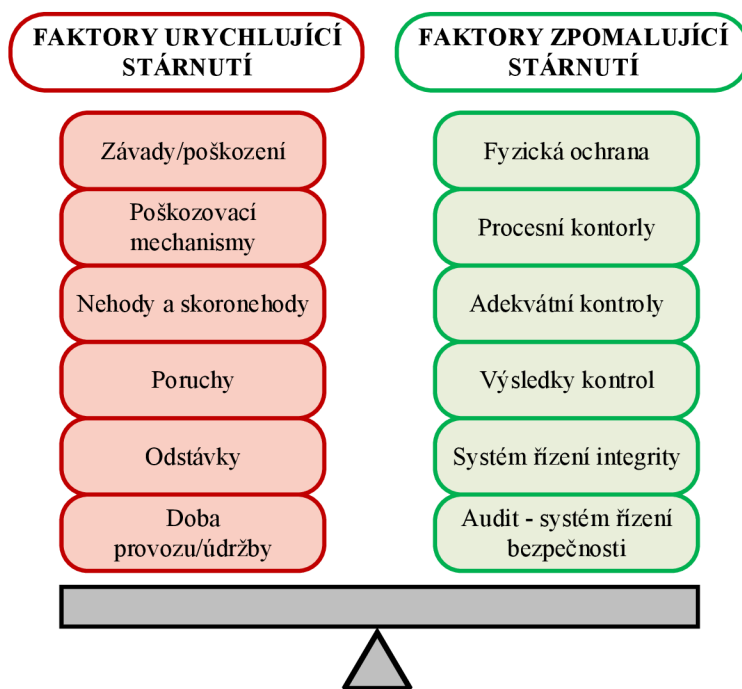 FAKTORY URYCHLUJÍCÍ
STÁRNUTÍ
Závady/poškození
Poškozovací
mechanismy
Nehody a skoronehody
Poruchy
Odstávky
Doba
provozu/údržby
FAKTORY ZPOMALUJÍCÍ
STÁRNUTÍ
Fyzická ochrana
Procesní kontorly
Adekvátní kontroly
Výsledky kontrol
Systém řízení integrity
Audit - systém řízení
bezpečnosti